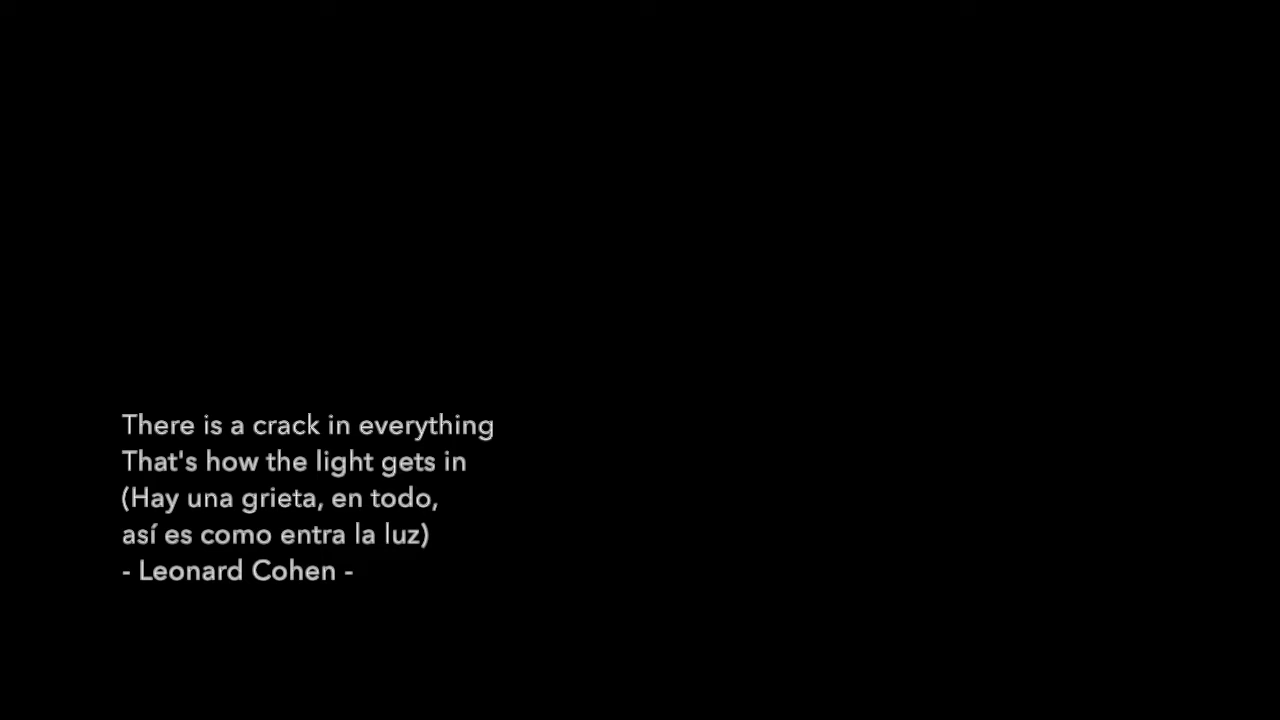 There is a crack in everything
That's how the light gets in
(Hay una grieta, en todo,
así es como entra la luz)
- Leonard Cohen -